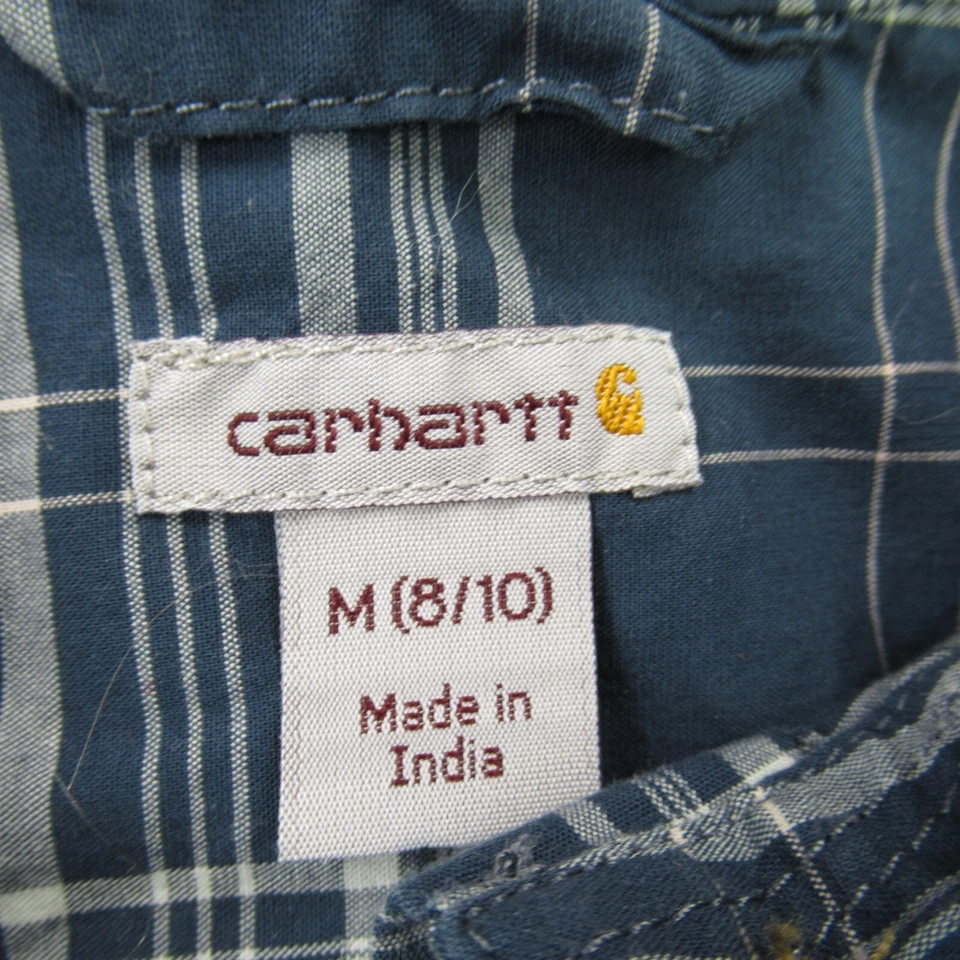 carhartt
M (8/10)
Made in
India